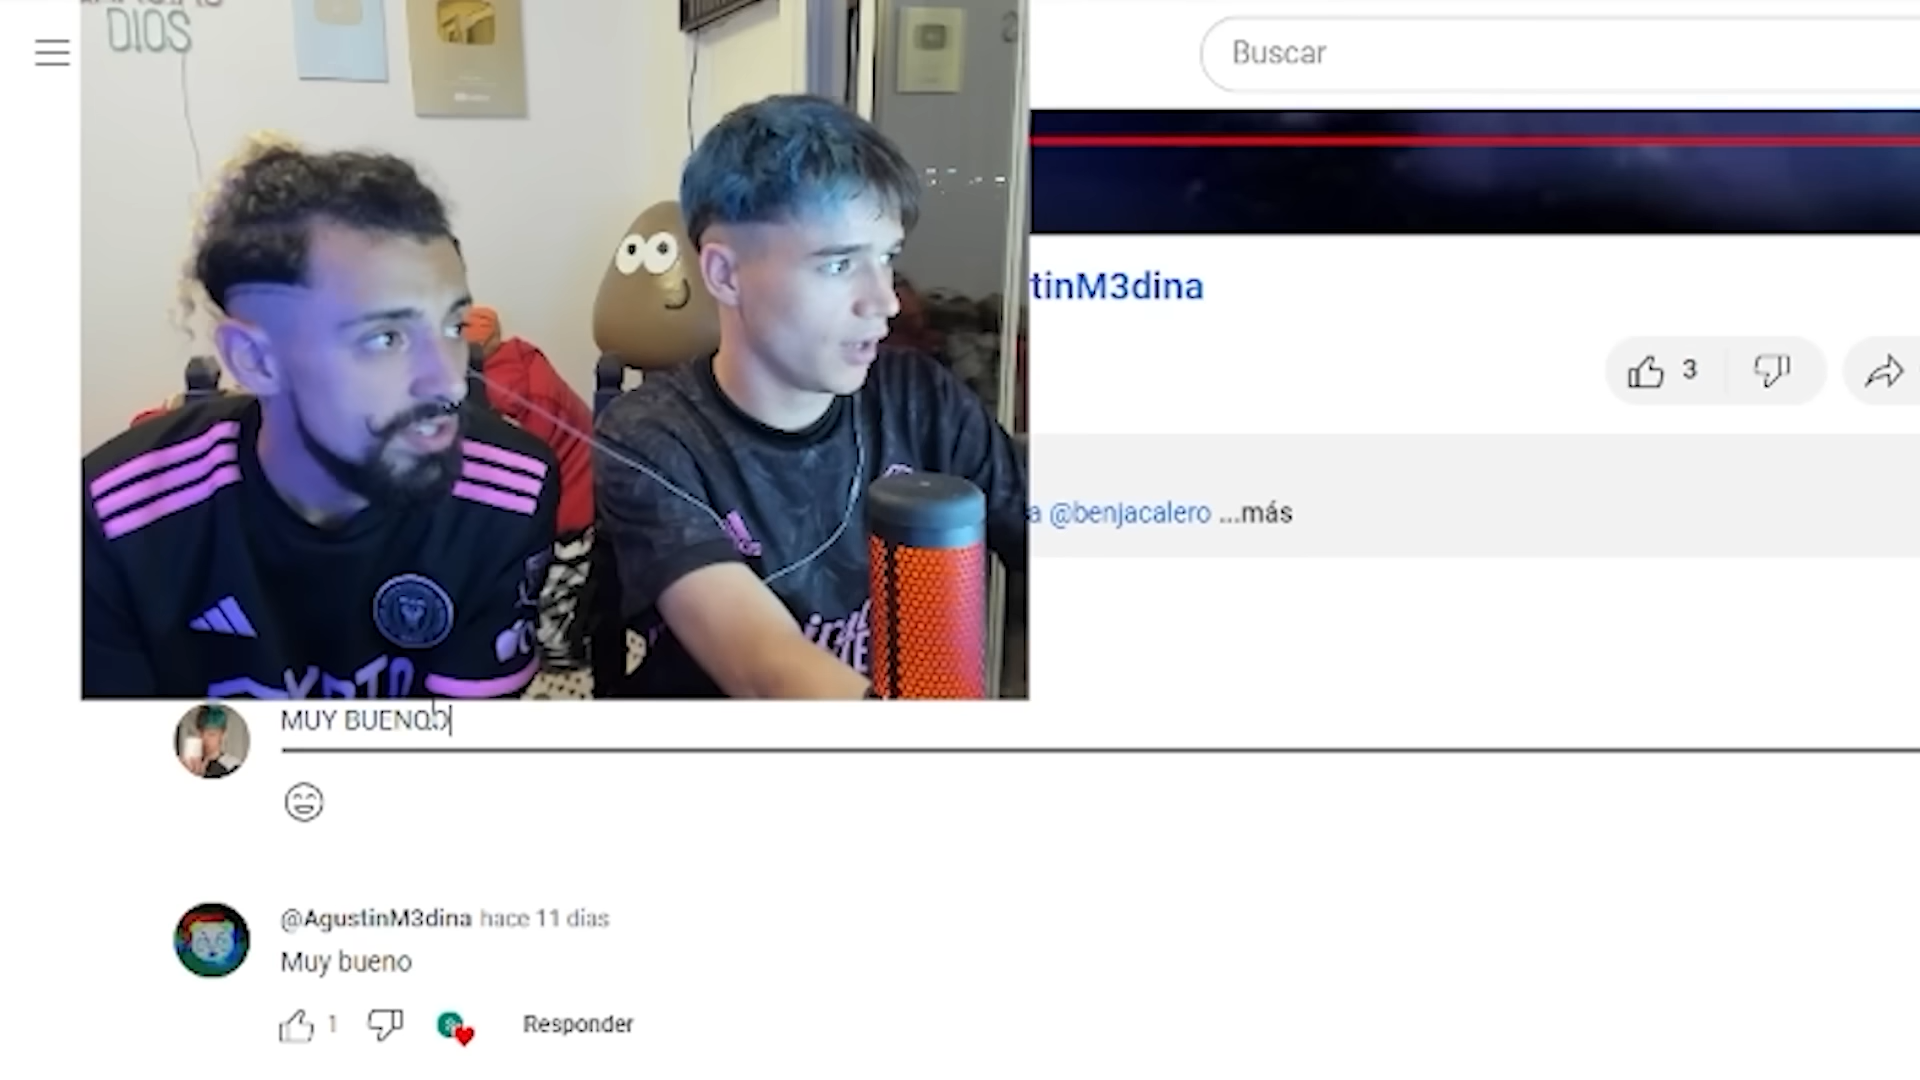 DIOS
Buscar
tinM3dina
3
a @benjacalero ...más
MUY BUENO
@AgustinM3dina hace 11 días
Muy bueno
1
Responder